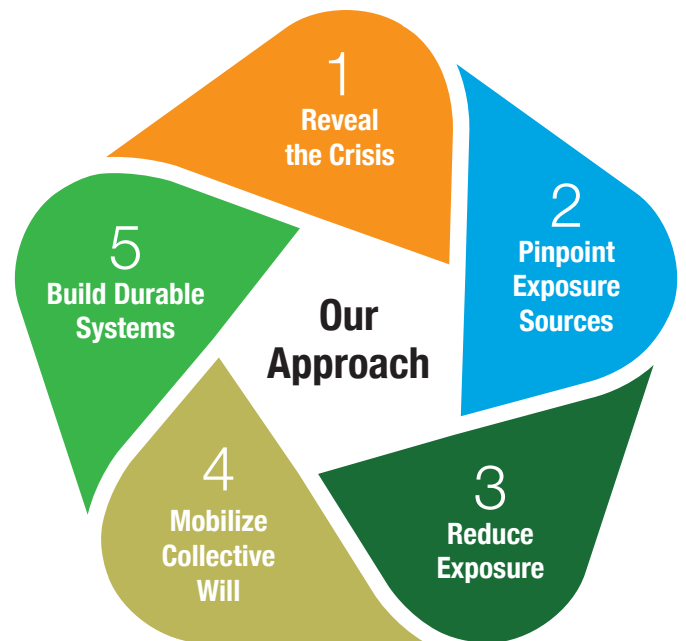 1
Reveal
the Crisis
2
Pinpoint
Exposure
Sources
3
Reduce
Exposure
4
Mobilize
Collective
Will
5
Build Durable
Systems
Our
Approach